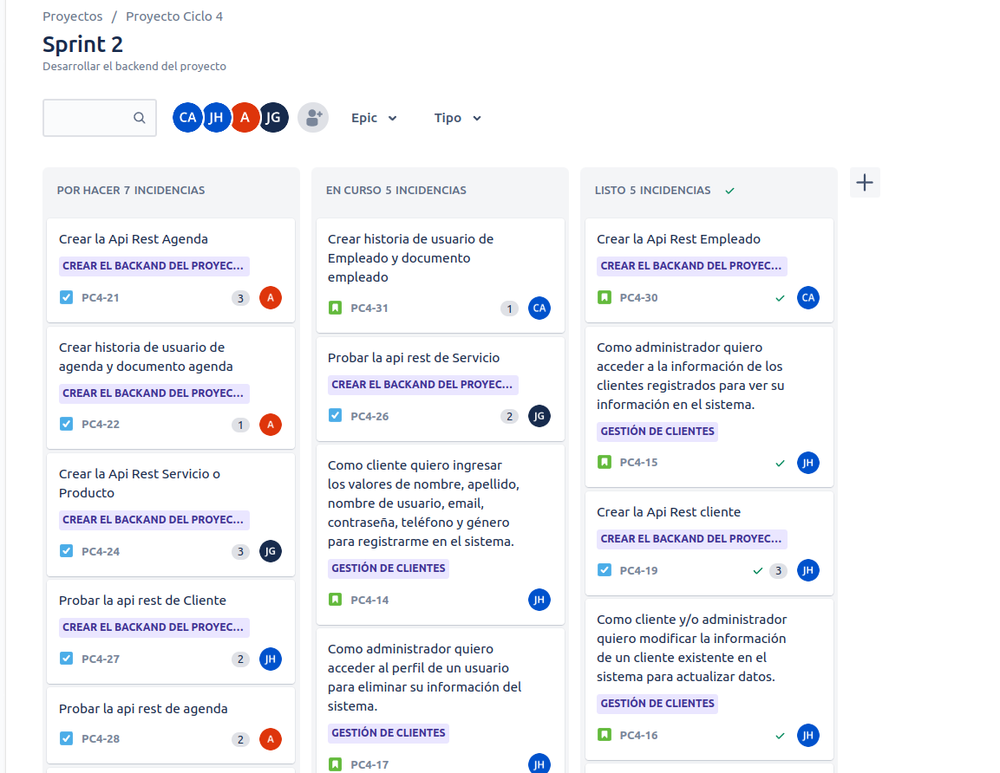 Proyectos / Proyecto Ciclo 4
Sprint 2
Desarrollar el backend del proyecto
CA JH A JG Epic Tipo
POR HACER 7 INCIDENCIAS
Crear la Api Rest Agenda
CREAR EL BACKAND DEL PROYEC...
PC4-21 3 A
Crear historia de usuario de
agenda y documento agenda
CREAR EL BACKAND DEL PROYEC...
PC4-22 1 A
Crear la Api Rest Servicio o
Producto
CREAR EL BACKAND DEL PROYEC...
PC4-24 3 JG
Probar la api rest de Cliente
CREAR EL BACKAND DEL PROYEC...
PC4-27 2 JH
Probar la api rest de agenda
PC4-28 2 A
EN CURSO 5 INCIDENCIAS
Crear historia de usuario de
Empleado y documento
empleado
PC4-31 1 CA
Probar la api rest de Servicio
CREAR EL BACKAND DEL PROYEC...
PC4-26 2 JG
Como cliente quiero ingresar
los valores de nombre, apellido,
nombre de usuario, email,
contraseña, teléfono y género
para registrarme en el sistema.
GESTIÓN DE CLIENTES
PC4-14 JH
Como administrador quiero
acceder al perfil de un usuario
para eliminar su información del
sistema.
GESTIÓN DE CLIENTES
PC4-17 JH
LISTO 5 INCIDENCIAS
Crear la Api Rest Empleado
CREAR EL BACKAND DEL PROYEC...
PC4-30 CA
Como administrador quiero
acceder a la información de los
clientes registrados para ver su
información en el sistema.
GESTIÓN DE CLIENTES
PC4-15 JH
Crear la Api Rest cliente
CREAR EL BACKAND DEL PROYEC...
PC4-19 3 JH
Como cliente y/o administrador
quiero modificar la información
de un cliente existente en el
sistema para actualizar datos.
GESTIÓN DE CLIENTES
PC4-16 JH